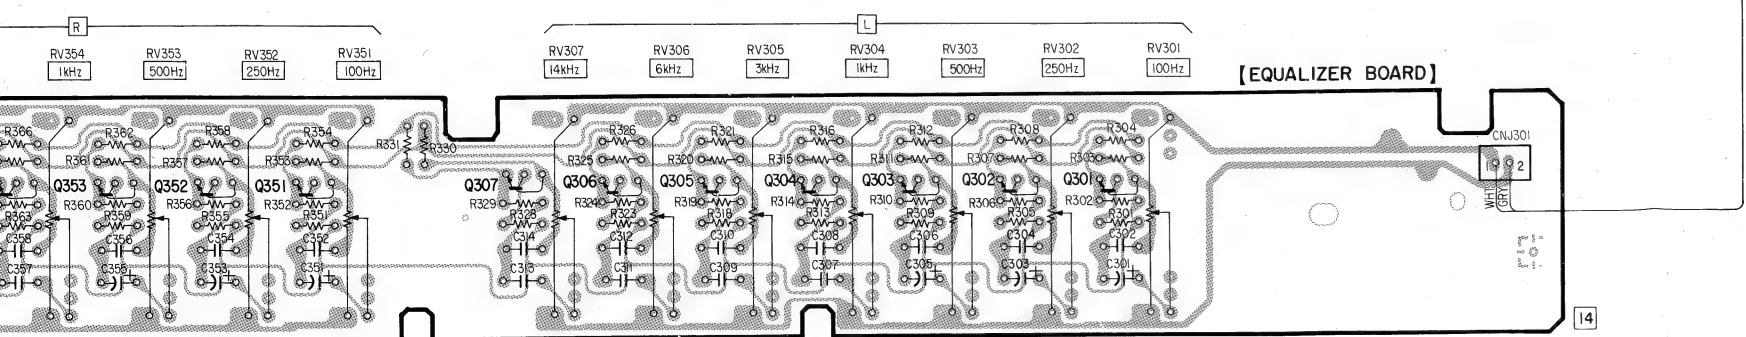 R L
RV354 RV353 RV352 RV351 RV307 RV306 RV305 RV304 RV303 RV302 RV301
1kHz 500Hz 250Hz 100Hz 14kHz 6kHz 3kHz 1kHz 500Hz 250Hz 100Hz
【EQUALIZER BOARD】
R366 R362 R358 R354 R331 R330 R326 R321 R316 R312 R308 R304 CNJ301
R361 R357 R353 R325 R320 R315 R311 R307 R303 1 2
Q353 Q352 Q351 Q307 Q306 Q305 Q304 Q303 Q302 Q301
R360 R356 R352 R329 R324 R319 R314 R310 R306 R302 WHT GRY
R363 R359 R355 R351 R328 R323 R318 R313 R309 R305 R301
C358 C356 C354 C352 C314 C312 C310 C308 C306 C304 C302
C357 C355 C353 C351 C313 C311 C309 C307 C305 C303 C301
14